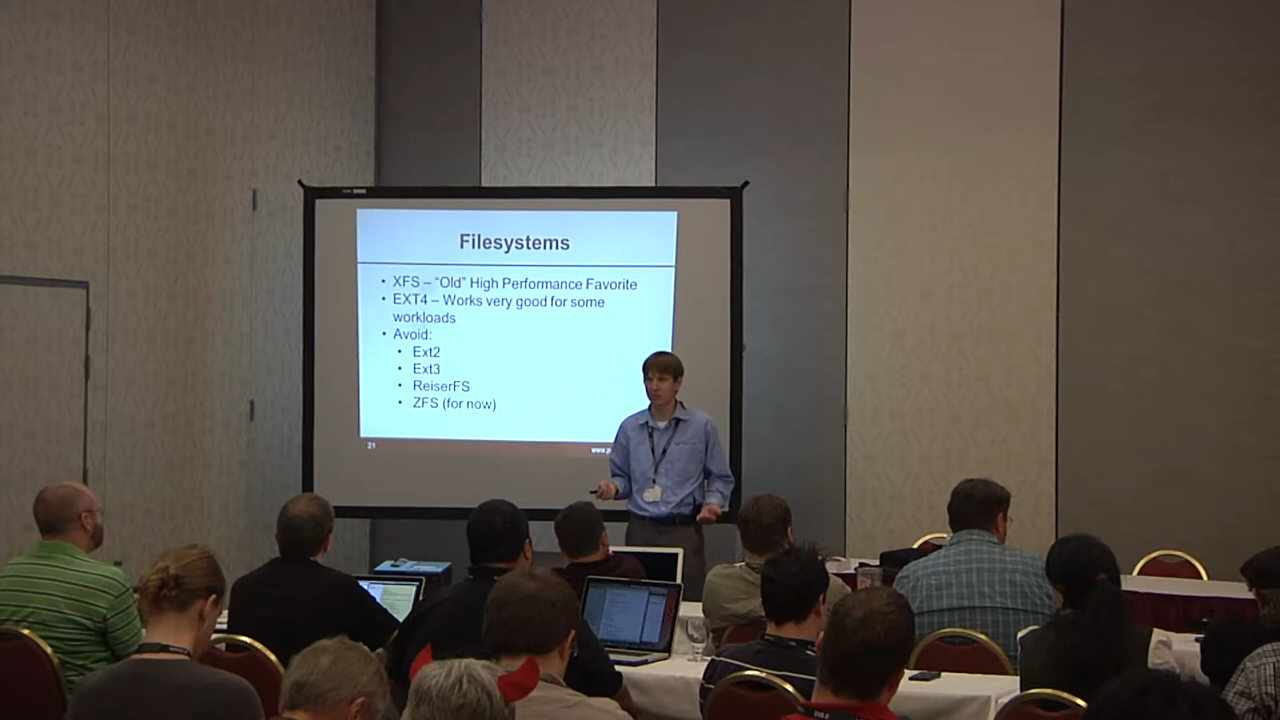 Filesystems
• XFS – “Old” High Performance Favorite
• EXT4 – Works very good for some
workloads
• Avoid:
• Ext2
• Ext3
• ReiserFS
• ZFS (for now)
21